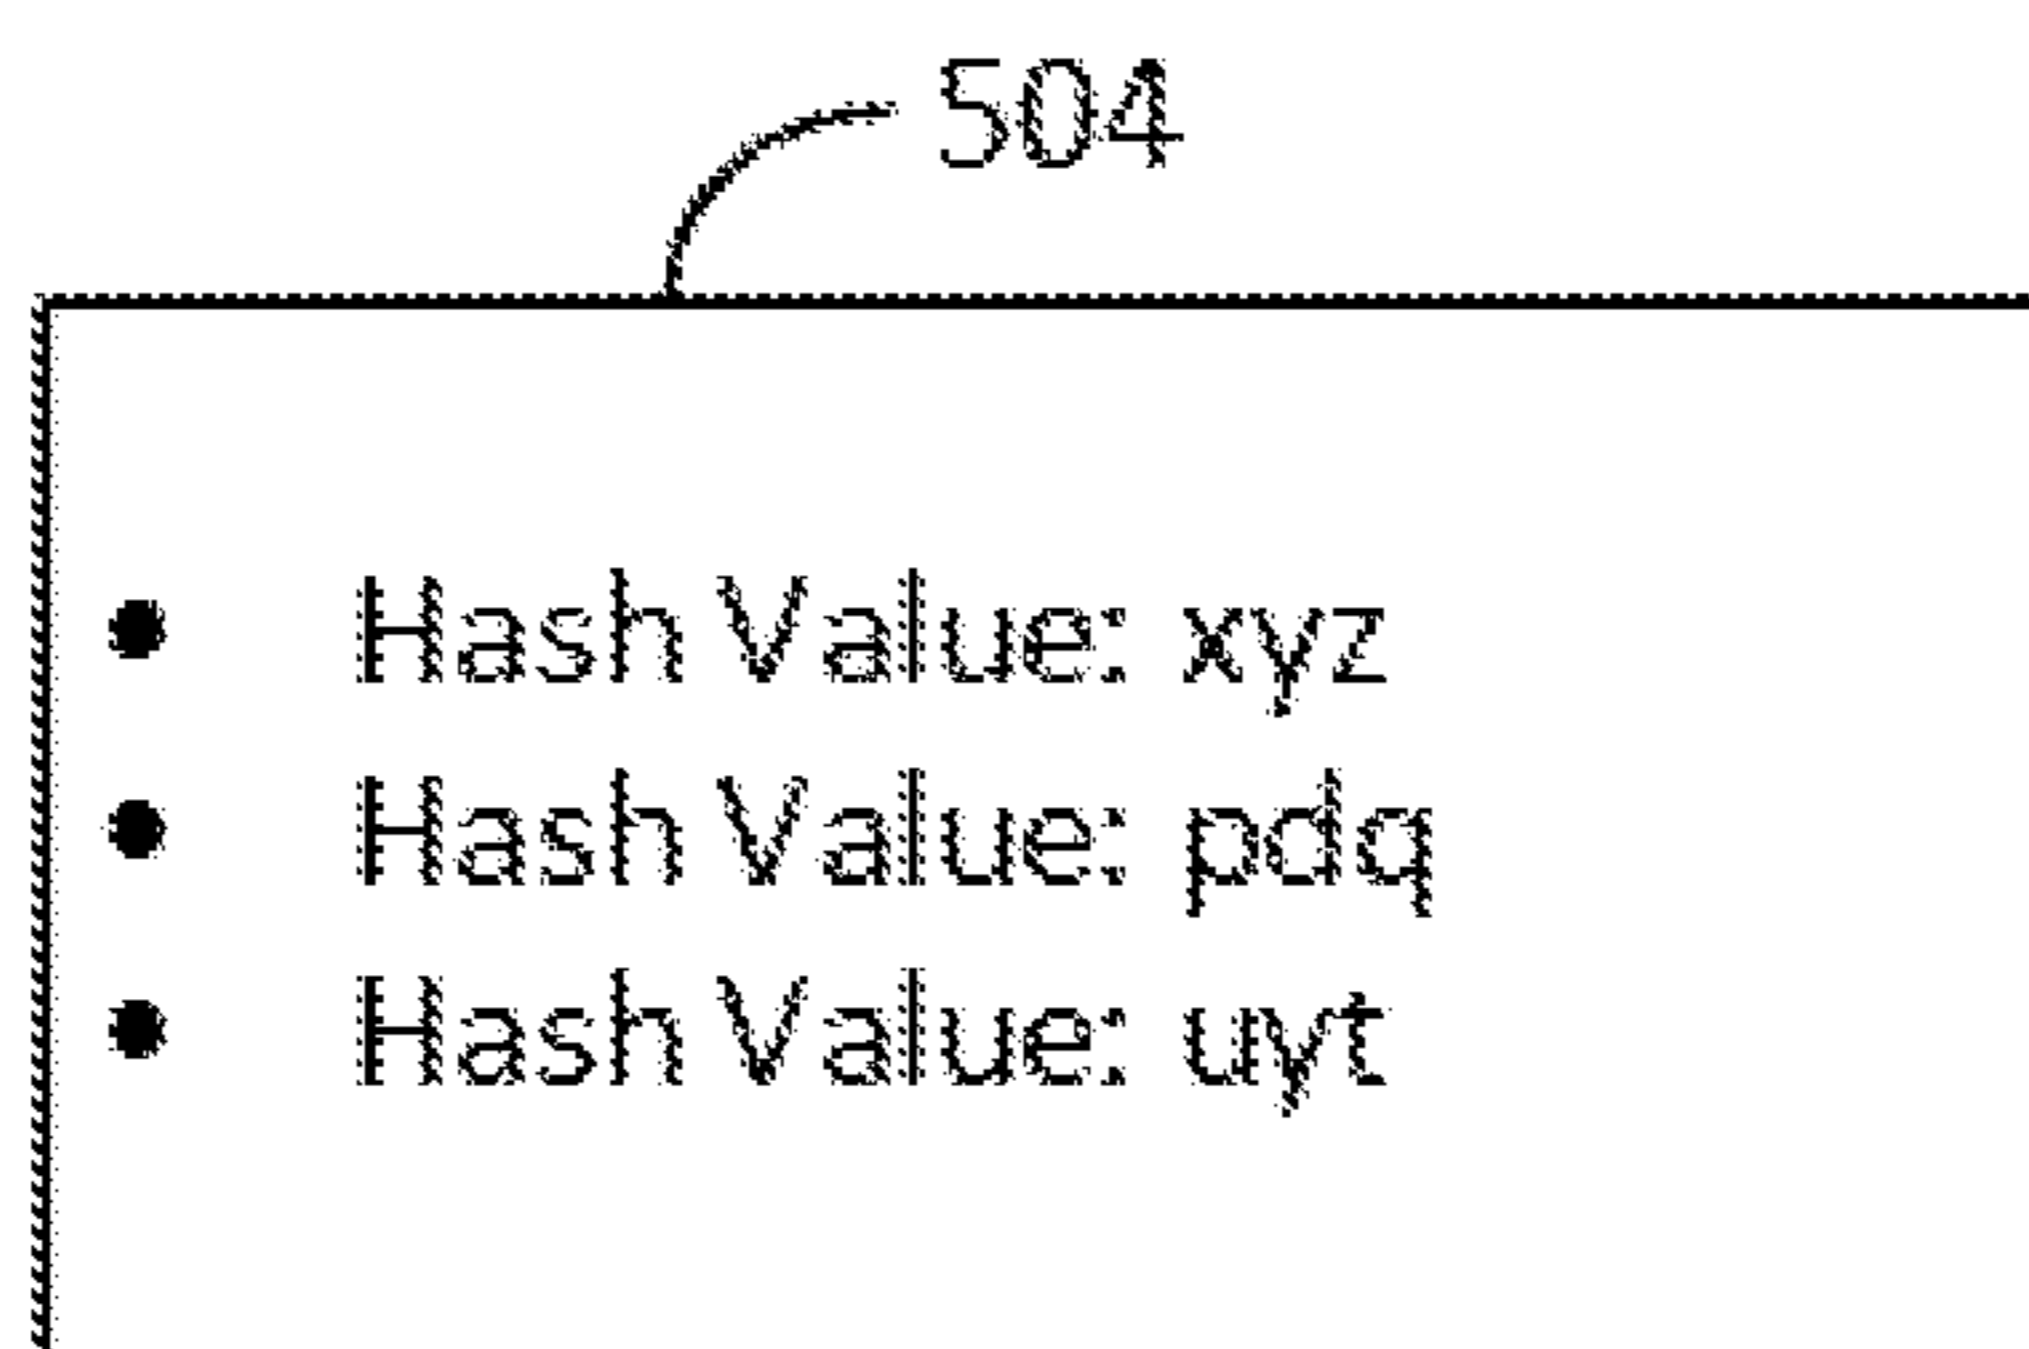 504
• Hash Value: xyz
• Hash Value: pdq
• Hash Value: uyt